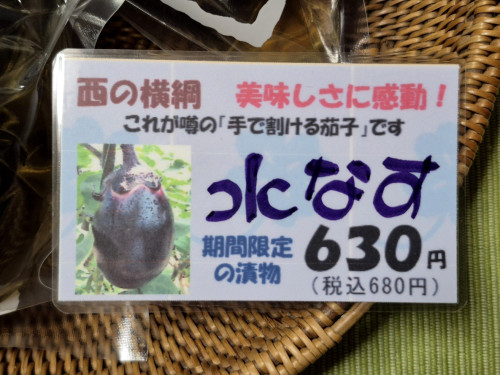 西の横綱 美味しさに感動！
これが噂の「手で割ける茄子」です
水なす
期間限定
の漬物
630円
（税込680円）